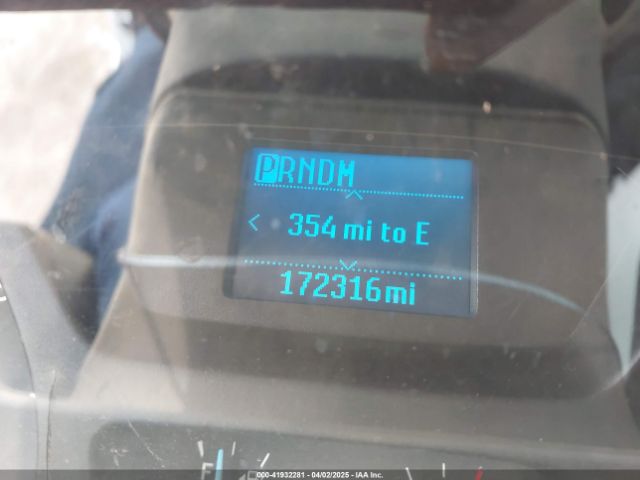 PRNDM
< 354 mi to E
172316mi
F
000-41932281 | 04/02/2025 | IAA Inc.